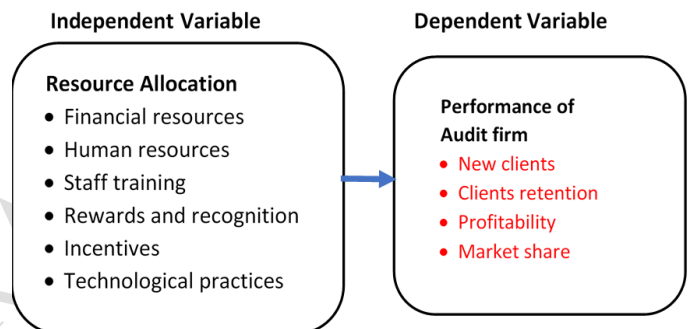 Independent Variable
Dependent Variable
Resource Allocation
• Financial resources
• Human resources
• Staff training
• Rewards and recognition
• Incentives
• Technological practices
Performance of
Audit firm
• New clients
• Clients retention
• Profitability
• Market share